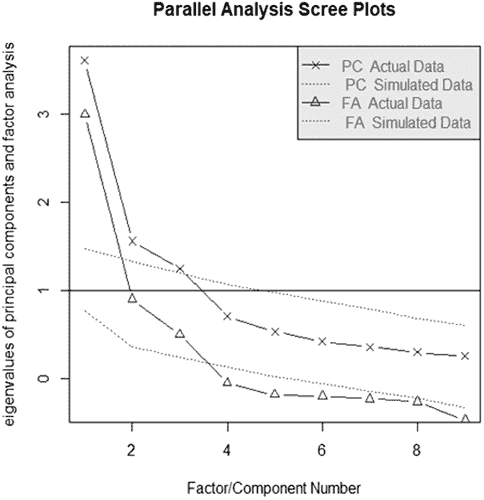 Parallel Analysis Scree Plots
PC Actual Data
PC Simulated Data
FA Actual Data
FA Simulated Data
eigenvalues of principal components and factor analysis
3
2
1
0
2 4 6 8
Factor/Component Number